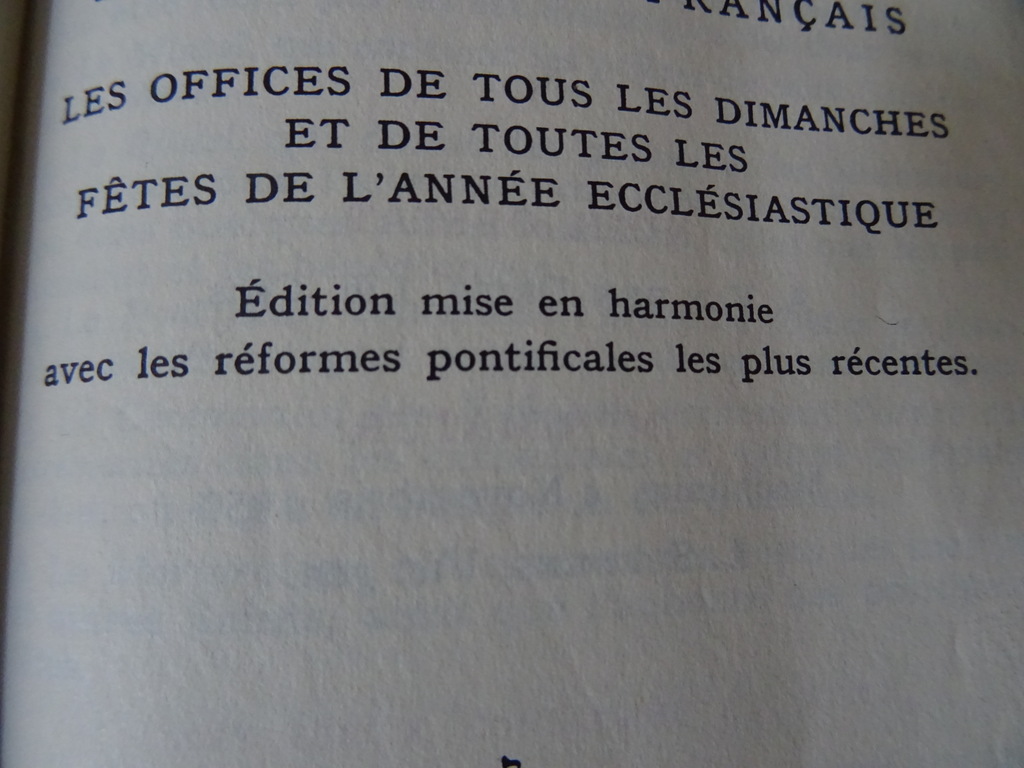 FRANÇAIS
LES OFFICES DE TOUS LES DIMANCHES
ET DE TOUTES LES
FÊTES DE L'ANNÉE ECCLÉSIASTIQUE
Édition mise en harmonie
avec les réformes pontificales les plus récentes.